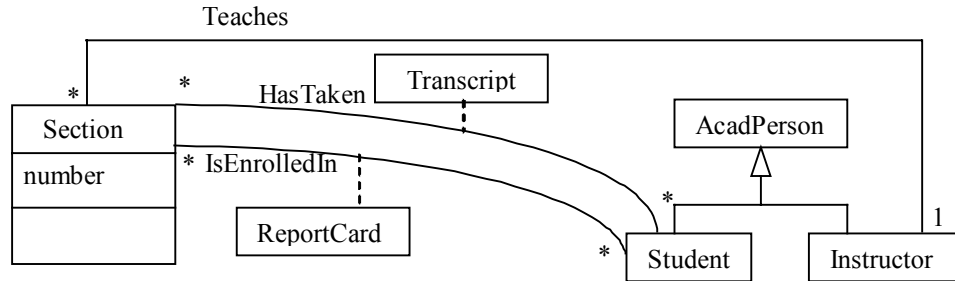 Teaches
*
*
HasTaken
Transcript
Section
AcadPerson
number
*
IsEnrolledIn
*
ReportCard
*
Student
1
Instructor